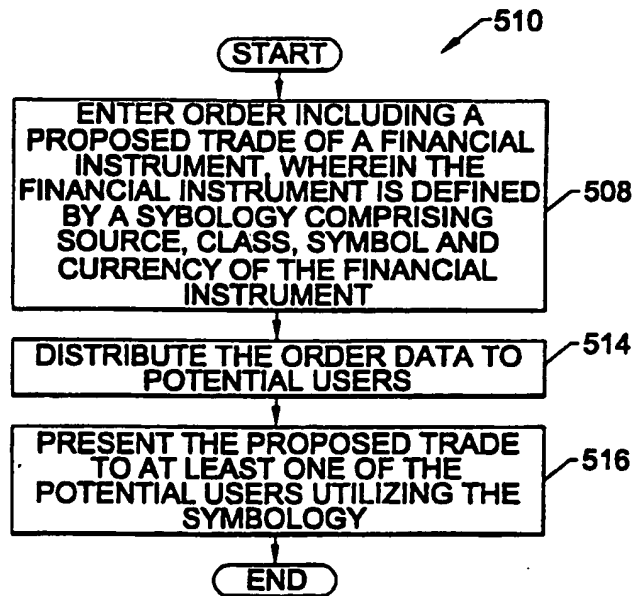 510
START
ENTER ORDER INCLUDING A
PROPOSED TRADE OF A FINANCIAL
INSTRUMENT, WHEREIN THE
FINANCIAL INSTRUMENT IS DEFINED
BY A SYBOLOGY COMPRISING
SOURCE, CLASS, SYMBOL AND
CURRENCY OF THE FINANCIAL
INSTRUMENT
508
DISTRIBUTE THE ORDER DATA TO
POTENTIAL USERS
514
PRESENT THE PROPOSED TRADE
TO AT LEAST ONE OF THE
POTENTIAL USERS UTILIZING THE
SYMBOLOGY
516
END